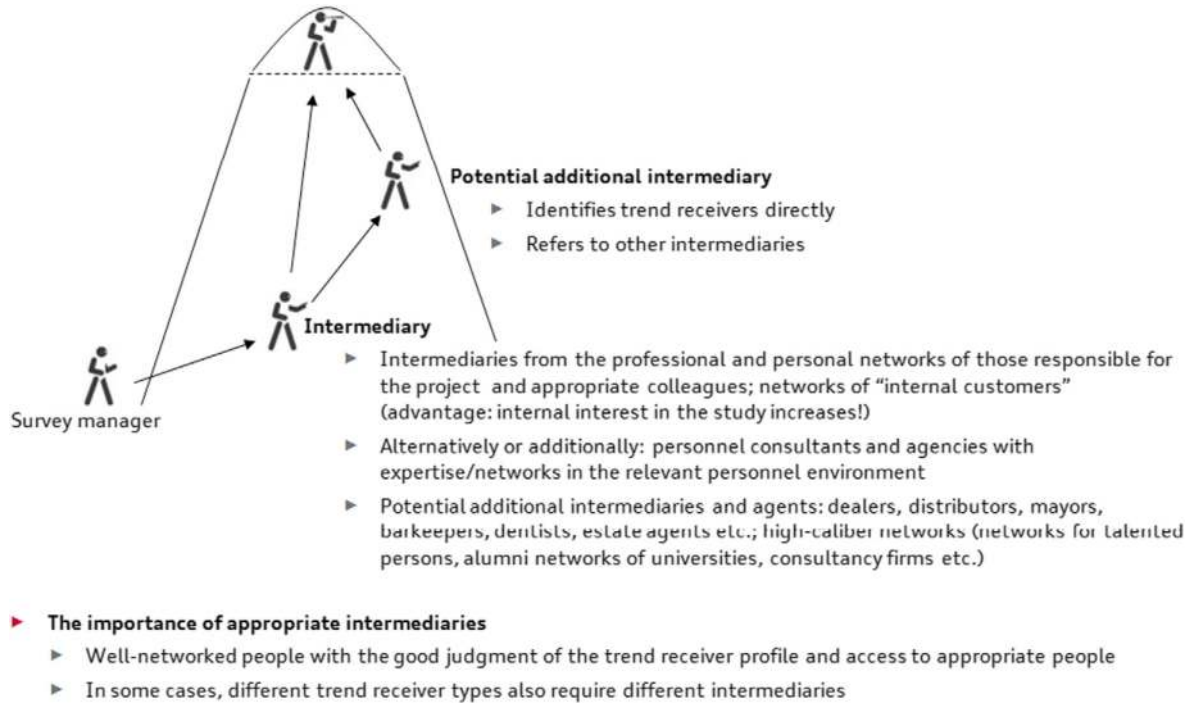 Potential additional intermediary
► Identifies trend receivers directly
► Refers to other intermediaries
Intermediary
► Intermediaries from the professional and personal networks of those responsible for
the project and appropriate colleagues; networks of “internal customers”
(advantage: internal interest in the study increases!)
Survey manager
► Alternatively or additionally: personnel consultants and agencies with
expertise/networks in the relevant personnel environment
► Potential additional intermediaries and agents: dealers, distributors, mayors,
barkeepers, dentists, estate agents etc.; high-caliber networks (networks for talented
persons, alumni networks of universities, consultancy firms etc.)
► The importance of appropriate intermediaries
► Well-networked people with the good judgment of the trend receiver profile and access to appropriate people
► In some cases, different trend receiver types also require different intermediaries